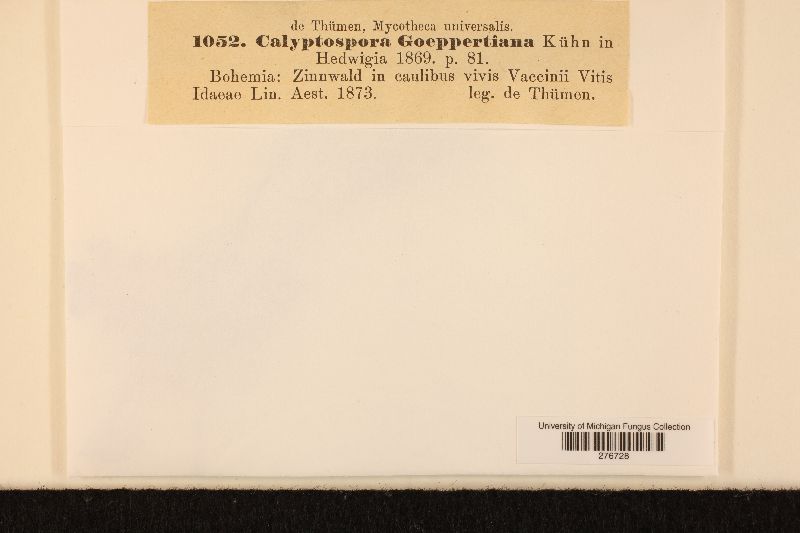 de Thümen, Mycotheca universalis.
1052. Calyptospora Goeppertiana Kühn in
Hedwigia 1869. p. 81.
Bohemia: Zinnwald in caulibus vivis Vaccinii Vitis
Idaeae Lin. Aest. 1873. leg. de Thümen.
University of Michigan Fungus Collection
276728